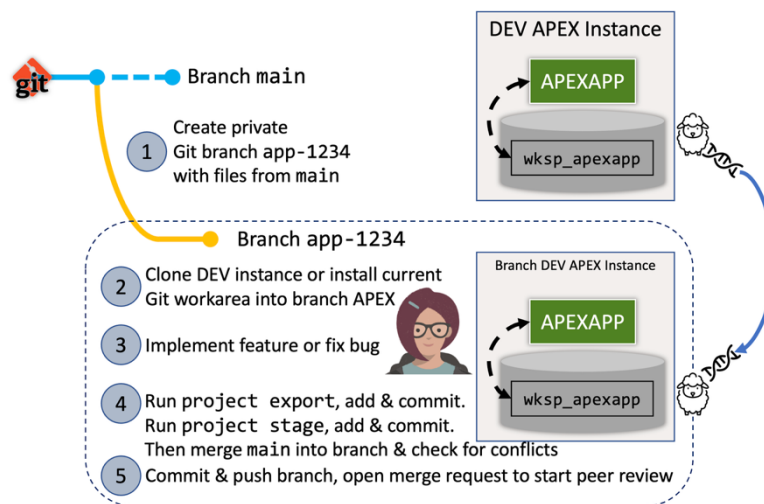 DEV APEX Instance
git
Branch main
APEXAPP
wksp_apexapp
1
Create private
Git branch app-1234
with files from main
Branch app-1234
2
Clone DEV instance or install current
Git workarea into branch APEX
Branch DEV APEX Instance
3
Implement feature or fix bug
APEXAPP
wksp_apexapp
4
Run project export, add & commit.
Run project stage, add & commit.
Then merge main into branch & check for conflicts
5
Commit & push branch, open merge request to start peer review